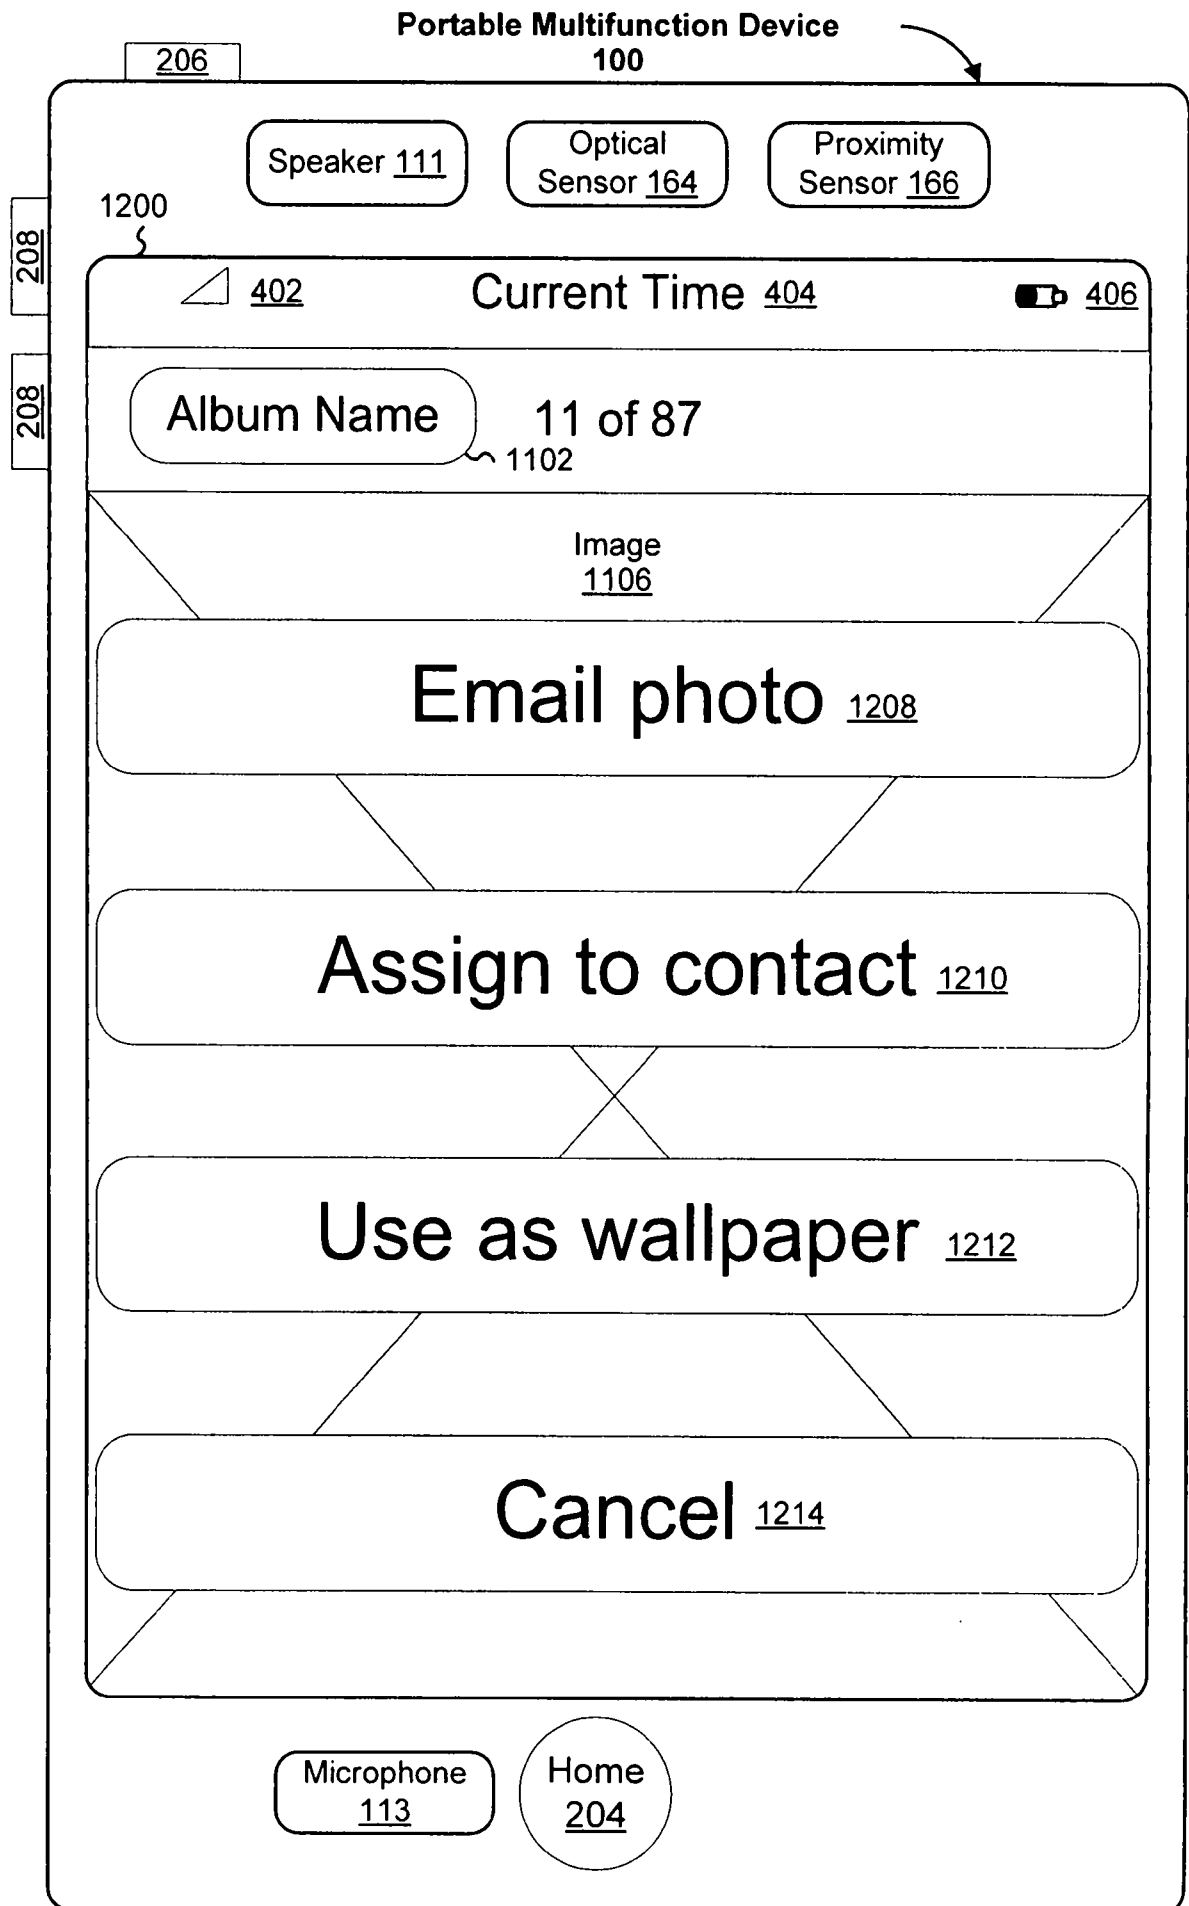 Portable Multifunction Device
100
206
Speaker 111
Optical
Sensor 164
Proximity
Sensor 166
1200
208
208
402
Current Time 404
406
Album Name
11 of 87
1102
Image
1106
Email photo 1208
Assign to contact 1210
Use as wallpaper 1212
Cancel 1214
Microphone
113
Home
204